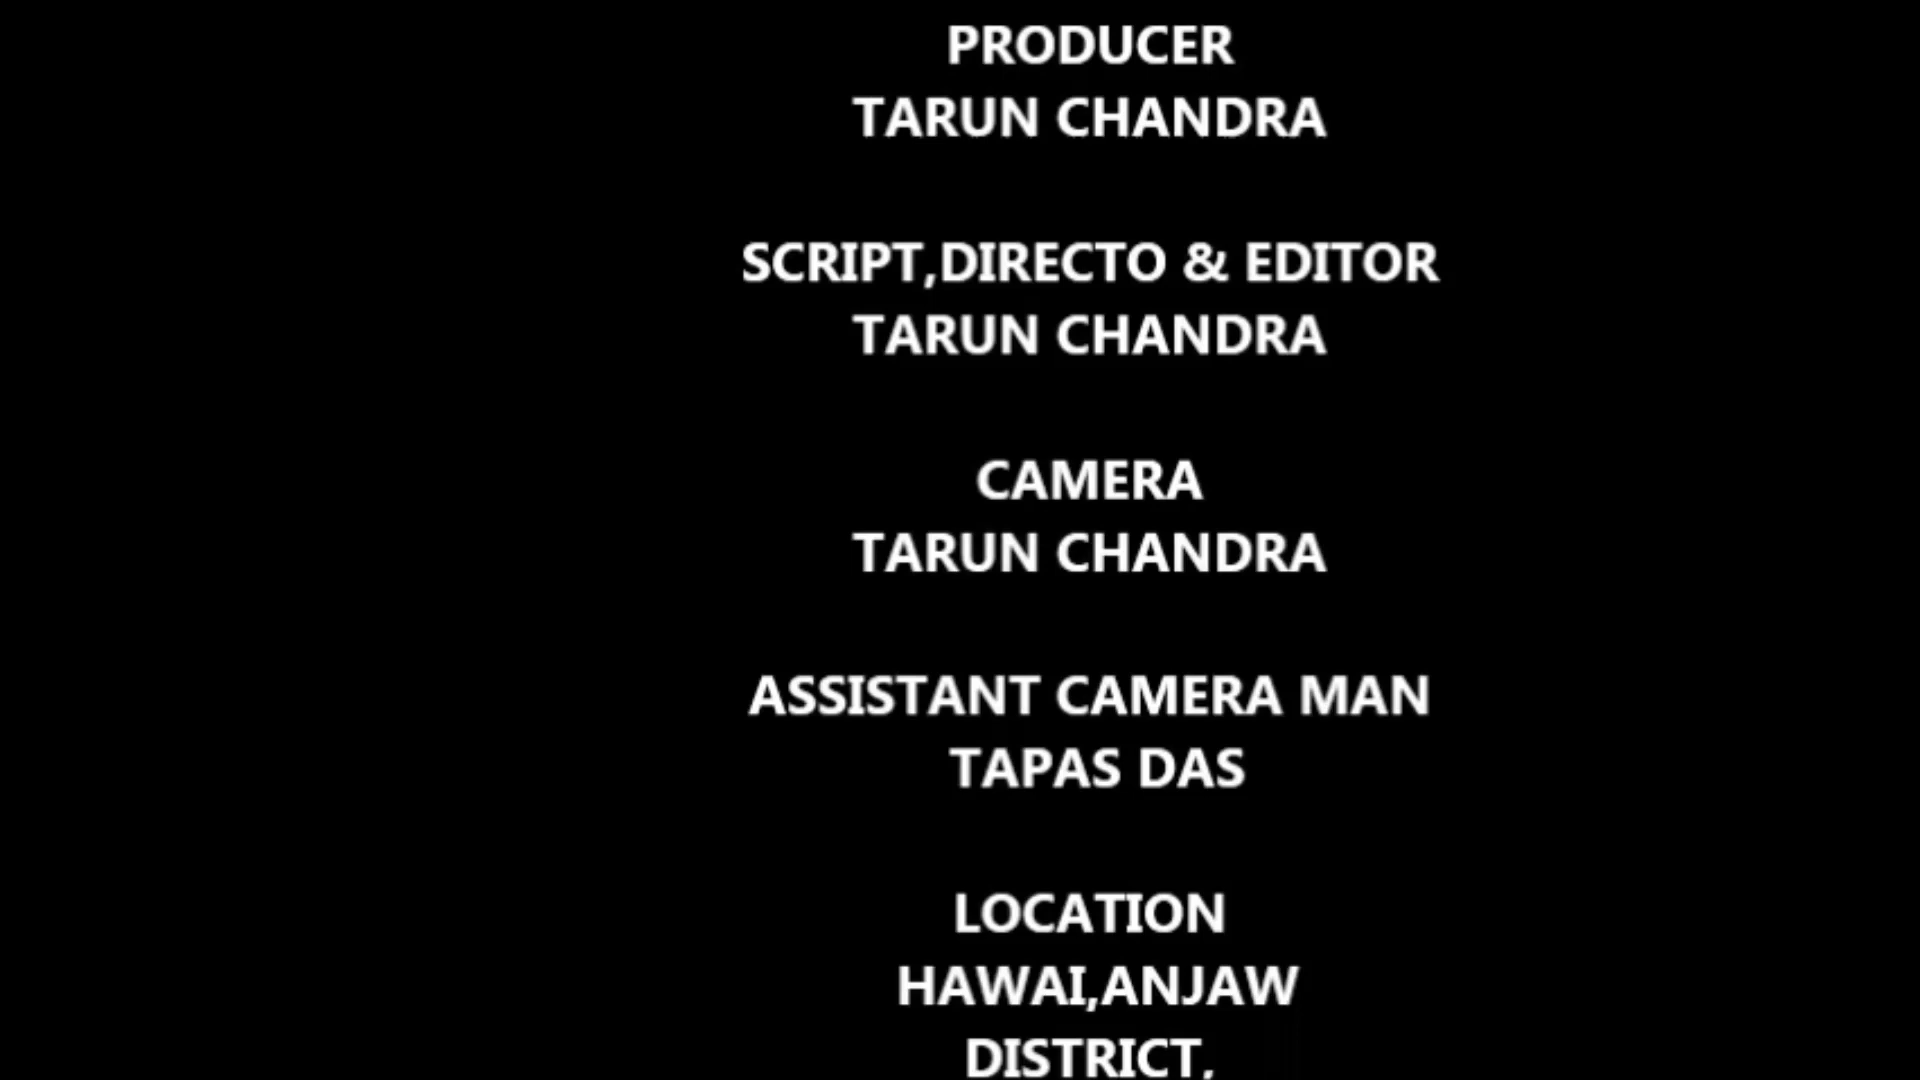 PRODUCER
TARUN CHANDRA
SCRIPT,DIRECTO & EDITOR
TARUN CHANDRA
CAMERA
TARUN CHANDRA
ASSISTANT CAMERA MAN
TAPAS DAS
LOCATION
HAWAI,ANJAW
DISTRICT,